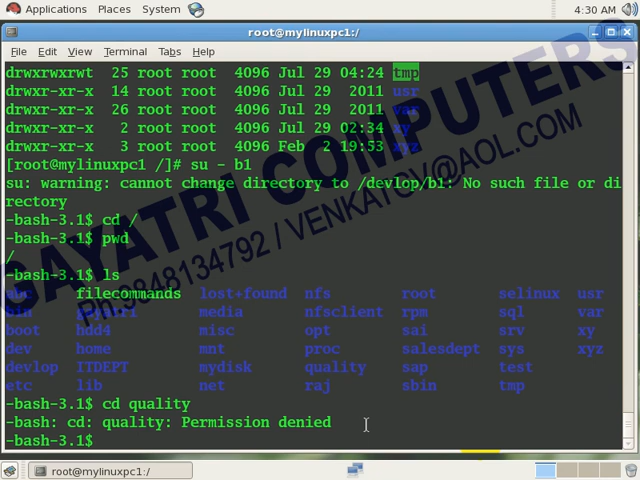 Applications Places System 4:30 AM
root@mylinuxpc1:/
File Edit View Terminal Tabs Help
drwxrwxrwt 25 root root 4096 Jul 29 04:24 tmp
drwxr-xr-x 14 root root 4096 Jul 29 2011 usr
drwxr-xr-x 26 root root 4096 Jul 29 2011 var
drwxr-xr-x 2 root root 4096 Jul 29 02:34 xy
drwxr-xr-x 3 root root 4096 Feb 2 19:53 xyz
[root@mylinuxpc1 /]# su - b1
su: warning: cannot change directory to /devlop/b1: No such file or di
rectory
-bash-3.1$ cd /
-bash-3.1$ pwd
/
-bash-3.1$ ls
abc filecommands lost+found nfs root selinux usr
bin gayatri media nfsclient rpm sql var
boot hdd4 misc opt sai srv xy
dev home mnt proc salesdept sys xyz
devlop ITDEPT mydisk quality sap test
etc lib net raj sbin tmp
-bash-3.1$ cd quality
-bash: cd: quality: Permission denied
-bash-3.1$
GAYATRI COMPUTERS
Ph:9848134792 / VENKATGV@AOL.COM
root@mylinuxpc1:/